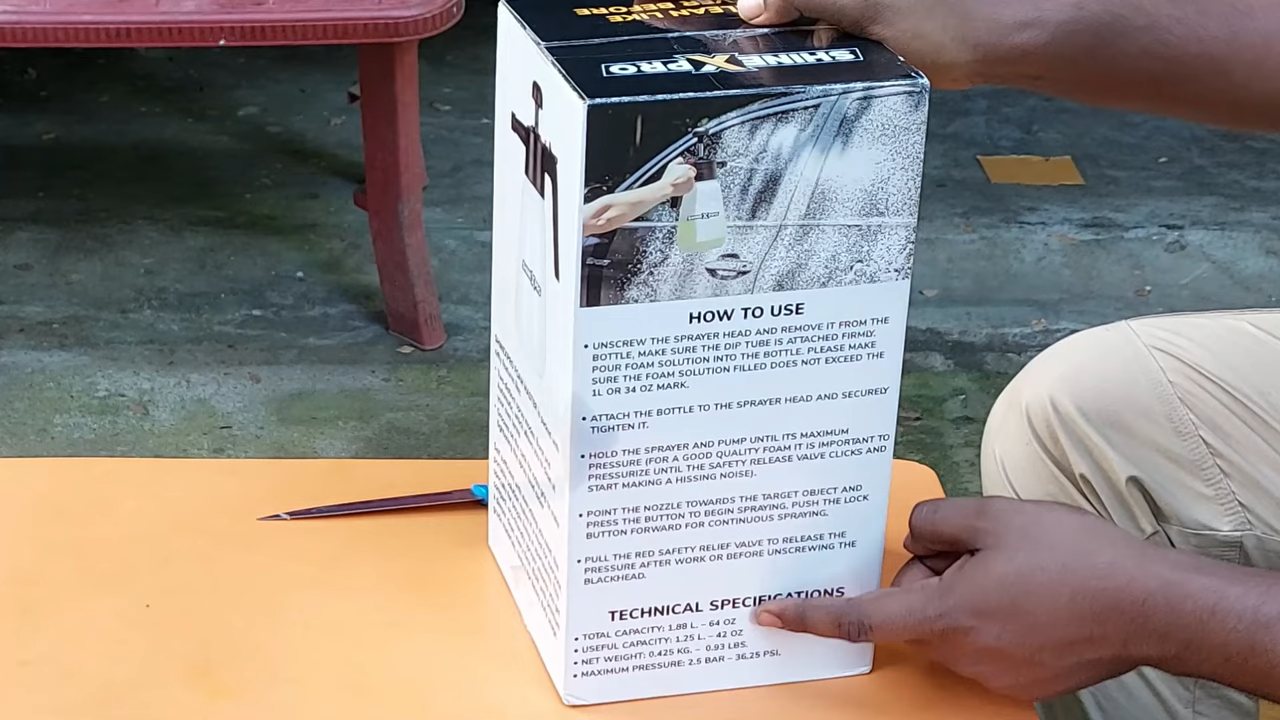 CLEAN LIKE
EVER BEFORE
SHINE X PRO
HOW TO USE
• UNSCREW THE SPRAYER HEAD AND REMOVE IT FROM THE
BOTTLE, MAKE SURE THE DIP TUBE IS ATTACHED FIRMLY.
POUR FOAM SOLUTION INTO THE BOTTLE. PLEASE MAKE
SURE THE FOAM SOLUTION FILLED DOES NOT EXCEED THE
1L OR 34 OZ MARK.
• ATTACH THE BOTTLE TO THE SPRAYER HEAD AND SECURELY
TIGHTEN IT.
• HOLD THE SPRAYER AND PUMP UNTIL ITS MAXIMUM
PRESSURE (FOR A GOOD QUALITY FOAM IT IS IMPORTANT TO
PRESSURIZE UNTIL THE SAFETY RELEASE VALVE CLICKS AND
START MAKING A HISSING NOISE).
• POINT THE NOZZLE TOWARDS THE TARGET OBJECT AND
PRESS THE BUTTON TO BEGIN SPRAYING. PUSH THE LOCK
BUTTON FORWARD FOR CONTINUOUS SPRAYING.
• PULL THE RED SAFETY RELIEF VALVE TO RELEASE THE
PRESSURE AFTER WORK OR BEFORE UNSCREWING THE
BLACKHEAD.
TECHNICAL SPECIFICATIONS
• TOTAL CAPACITY: 1.88 L. – 64 OZ
• USEFUL CAPACITY: 1.25 L – 42 OZ
• NET WEIGHT: 0.425 KG. – 0.93 LBS.
• MAXIMUM PRESSURE: 2.5 BAR – 36,25 PSI.